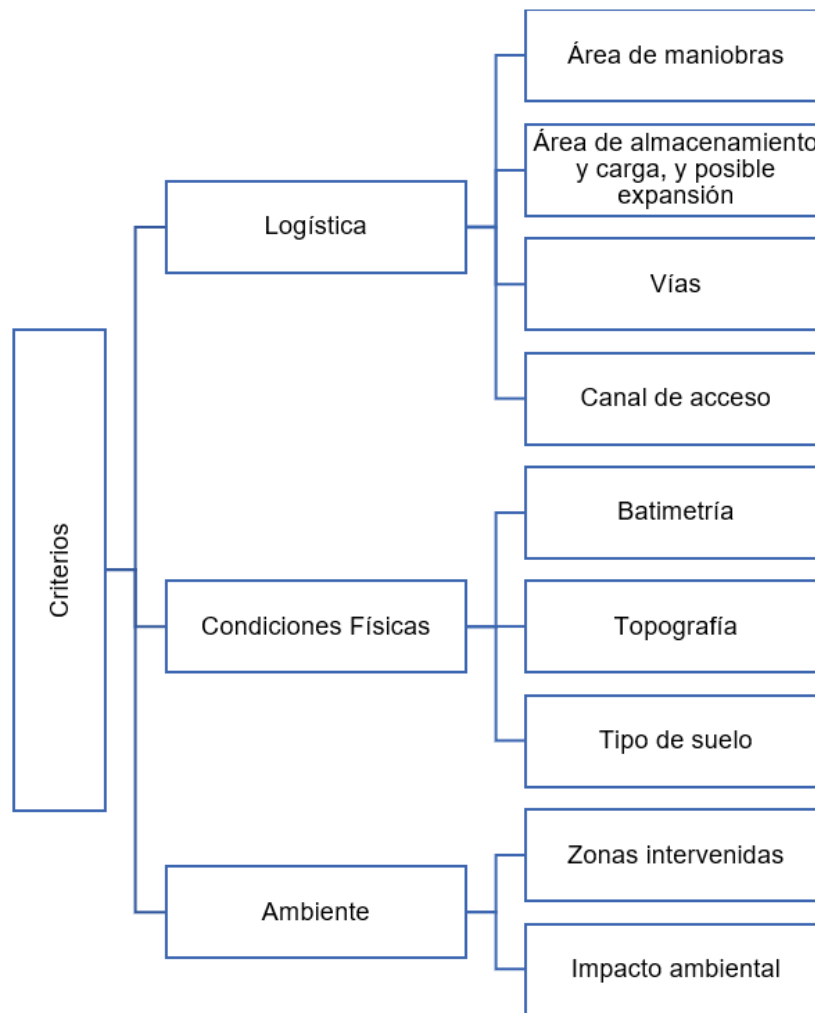 Criterios
Logística
Área de maniobras
Área de almacenamiento
y carga, y posible
expansión
Vías
Canal de acceso
Condiciones Físicas
Batimetría
Topografía
Tipo de suelo
Ambiente
Zonas intervenidas
Impacto ambiental